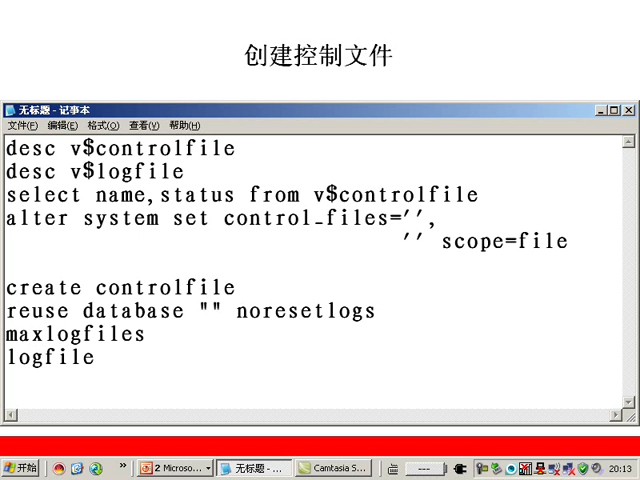 创建控制文件
无标题 - 记事本
文件(F) 编辑(E) 格式(O) 查看(V) 帮助(H)
desc v$controlfile
desc v$logfile
select name,status from v$controlfile
alter system set control_files='',
'' scope=file
create controlfile
reuse database "" noresetlogs
maxlogfiles
logfile
开始 » 2 Microso... 无标题 - ... Camtasia S... --- 20:13